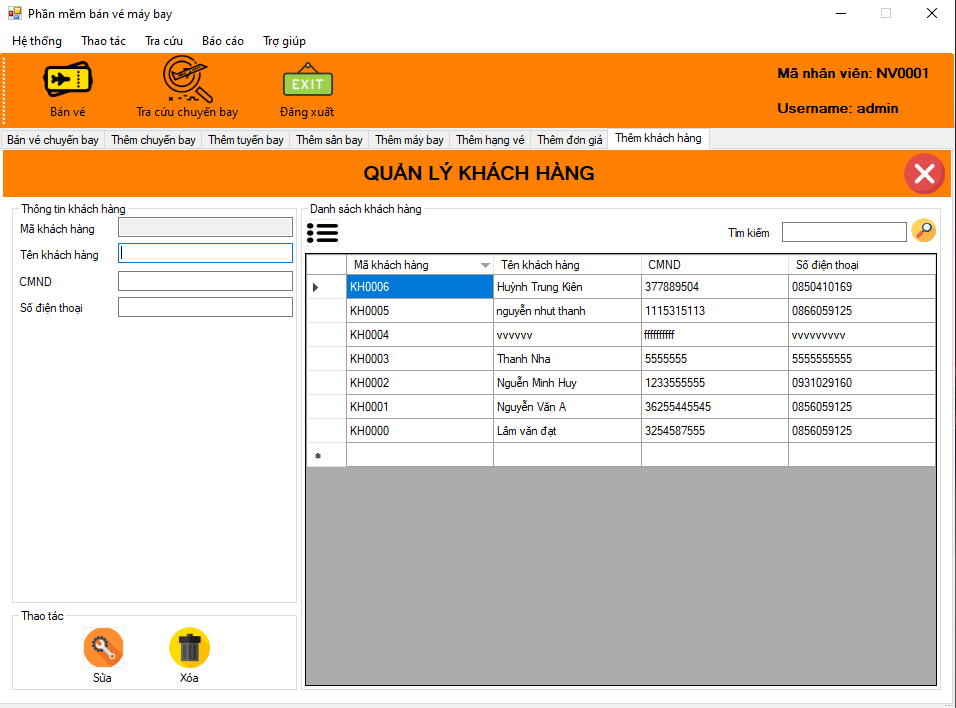 Phần mềm bán vé máy bay
Hệ thống Thao tác Tra cứu Báo cáo Trợ giúp
EXIT
Bán vé Tra cứu chuyến bay Đăng xuất
Mã nhân viên: NV0001
Username: admin
Bán vé chuyến bay Thêm chuyến bay Thêm tuyến bay Thêm sân bay Thêm máy bay Thêm hạng vé Thêm đơn giá Thêm khách hàng
QUẢN LÝ KHÁCH HÀNG
Thông tin khách hàng
Mã khách hàng
Tên khách hàng
CMND
Số điện thoại
Danh sách khách hàng
Tìm kiếm
Mã khách hàng Tên khách hàng CMND Số điện thoại
KH0006 Huỳnh Trung Kiên 377889504 0850410169
KH0005 nguyễn nhut thanh 1115315113 0866059125
KH0004 vvvvvv ffffffffff vvvvvvvvv
KH0003 Thanh Nha 5555555 5555555555
KH0002 Nguễn Minh Huy 1233555555 0931029160
KH0001 Nguyễn Văn A 36255445545 0856059125
KH0000 Lâm văn đạt 3254587555 0856059125
Thao tác
Sửa Xóa